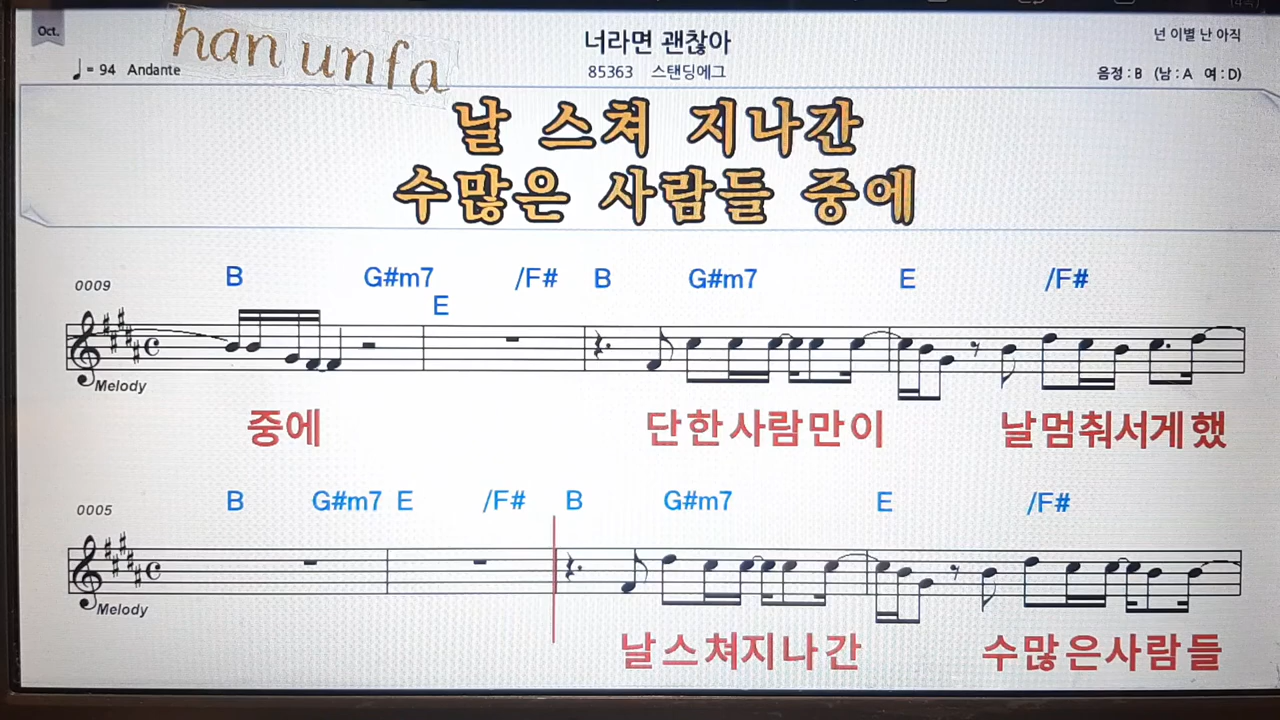 Oct.
han unfa
너라면 괜찮아
넌 이별 난 아직
♩= 94 Andante
85363 스탠딩에그
음정 : B (남 : A 여 : D)
날 스쳐 지나간
수많은 사람들 중에
B G#m7 /F# B G#m7 E /F#
E
0009
Melody
중에 단한사람만이 날멈춰서게했
B G#m7 E /F# B G#m7 E /F#
0005
Melody
날스쳐지나간 수많은사람들